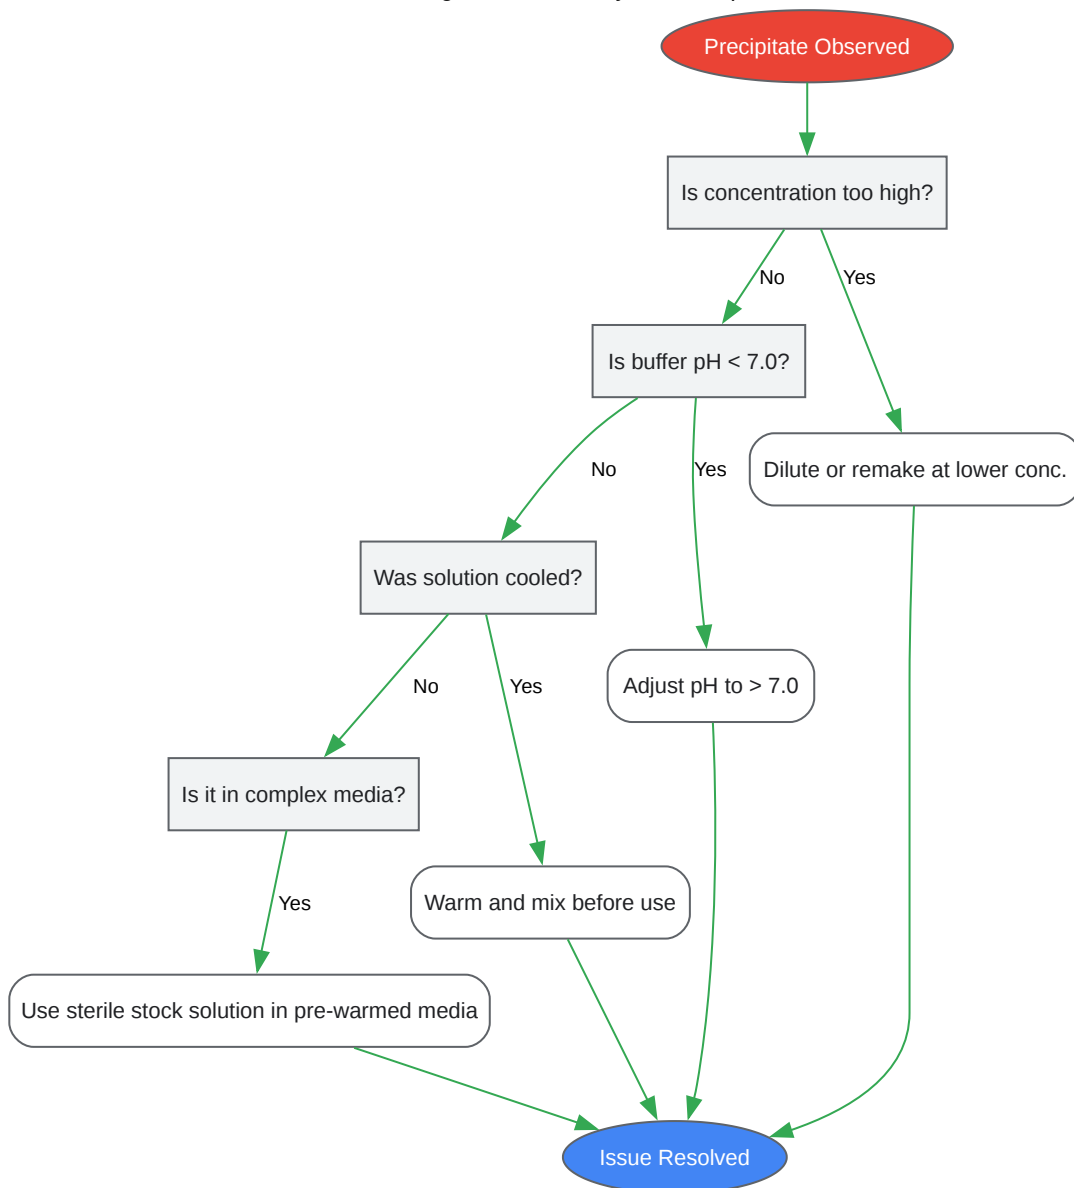 Precipitate Observed
Is concentration too high?
No
Yes
Is buffer pH < 7.0?
No
Yes
Dilute or remake at lower conc.
Was solution cooled?
No
Yes
Adjust pH to > 7.0
Is it in complex media?
Yes
Warm and mix before use
Use sterile stock solution in pre-warmed media
Issue Resolved